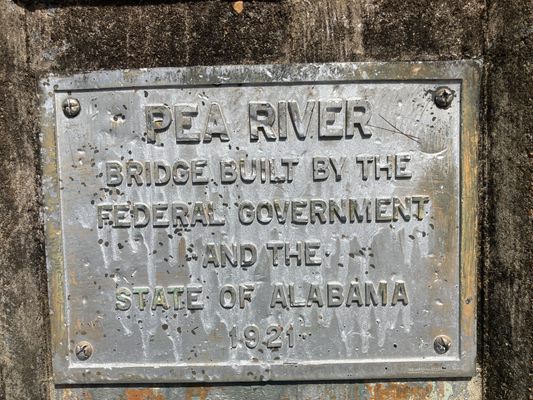 PEA RIVER
BRIDGE BUILT BY THE
FEDERAL GOVERNMENT
AND THE
STATE OF ALABAMA
1921